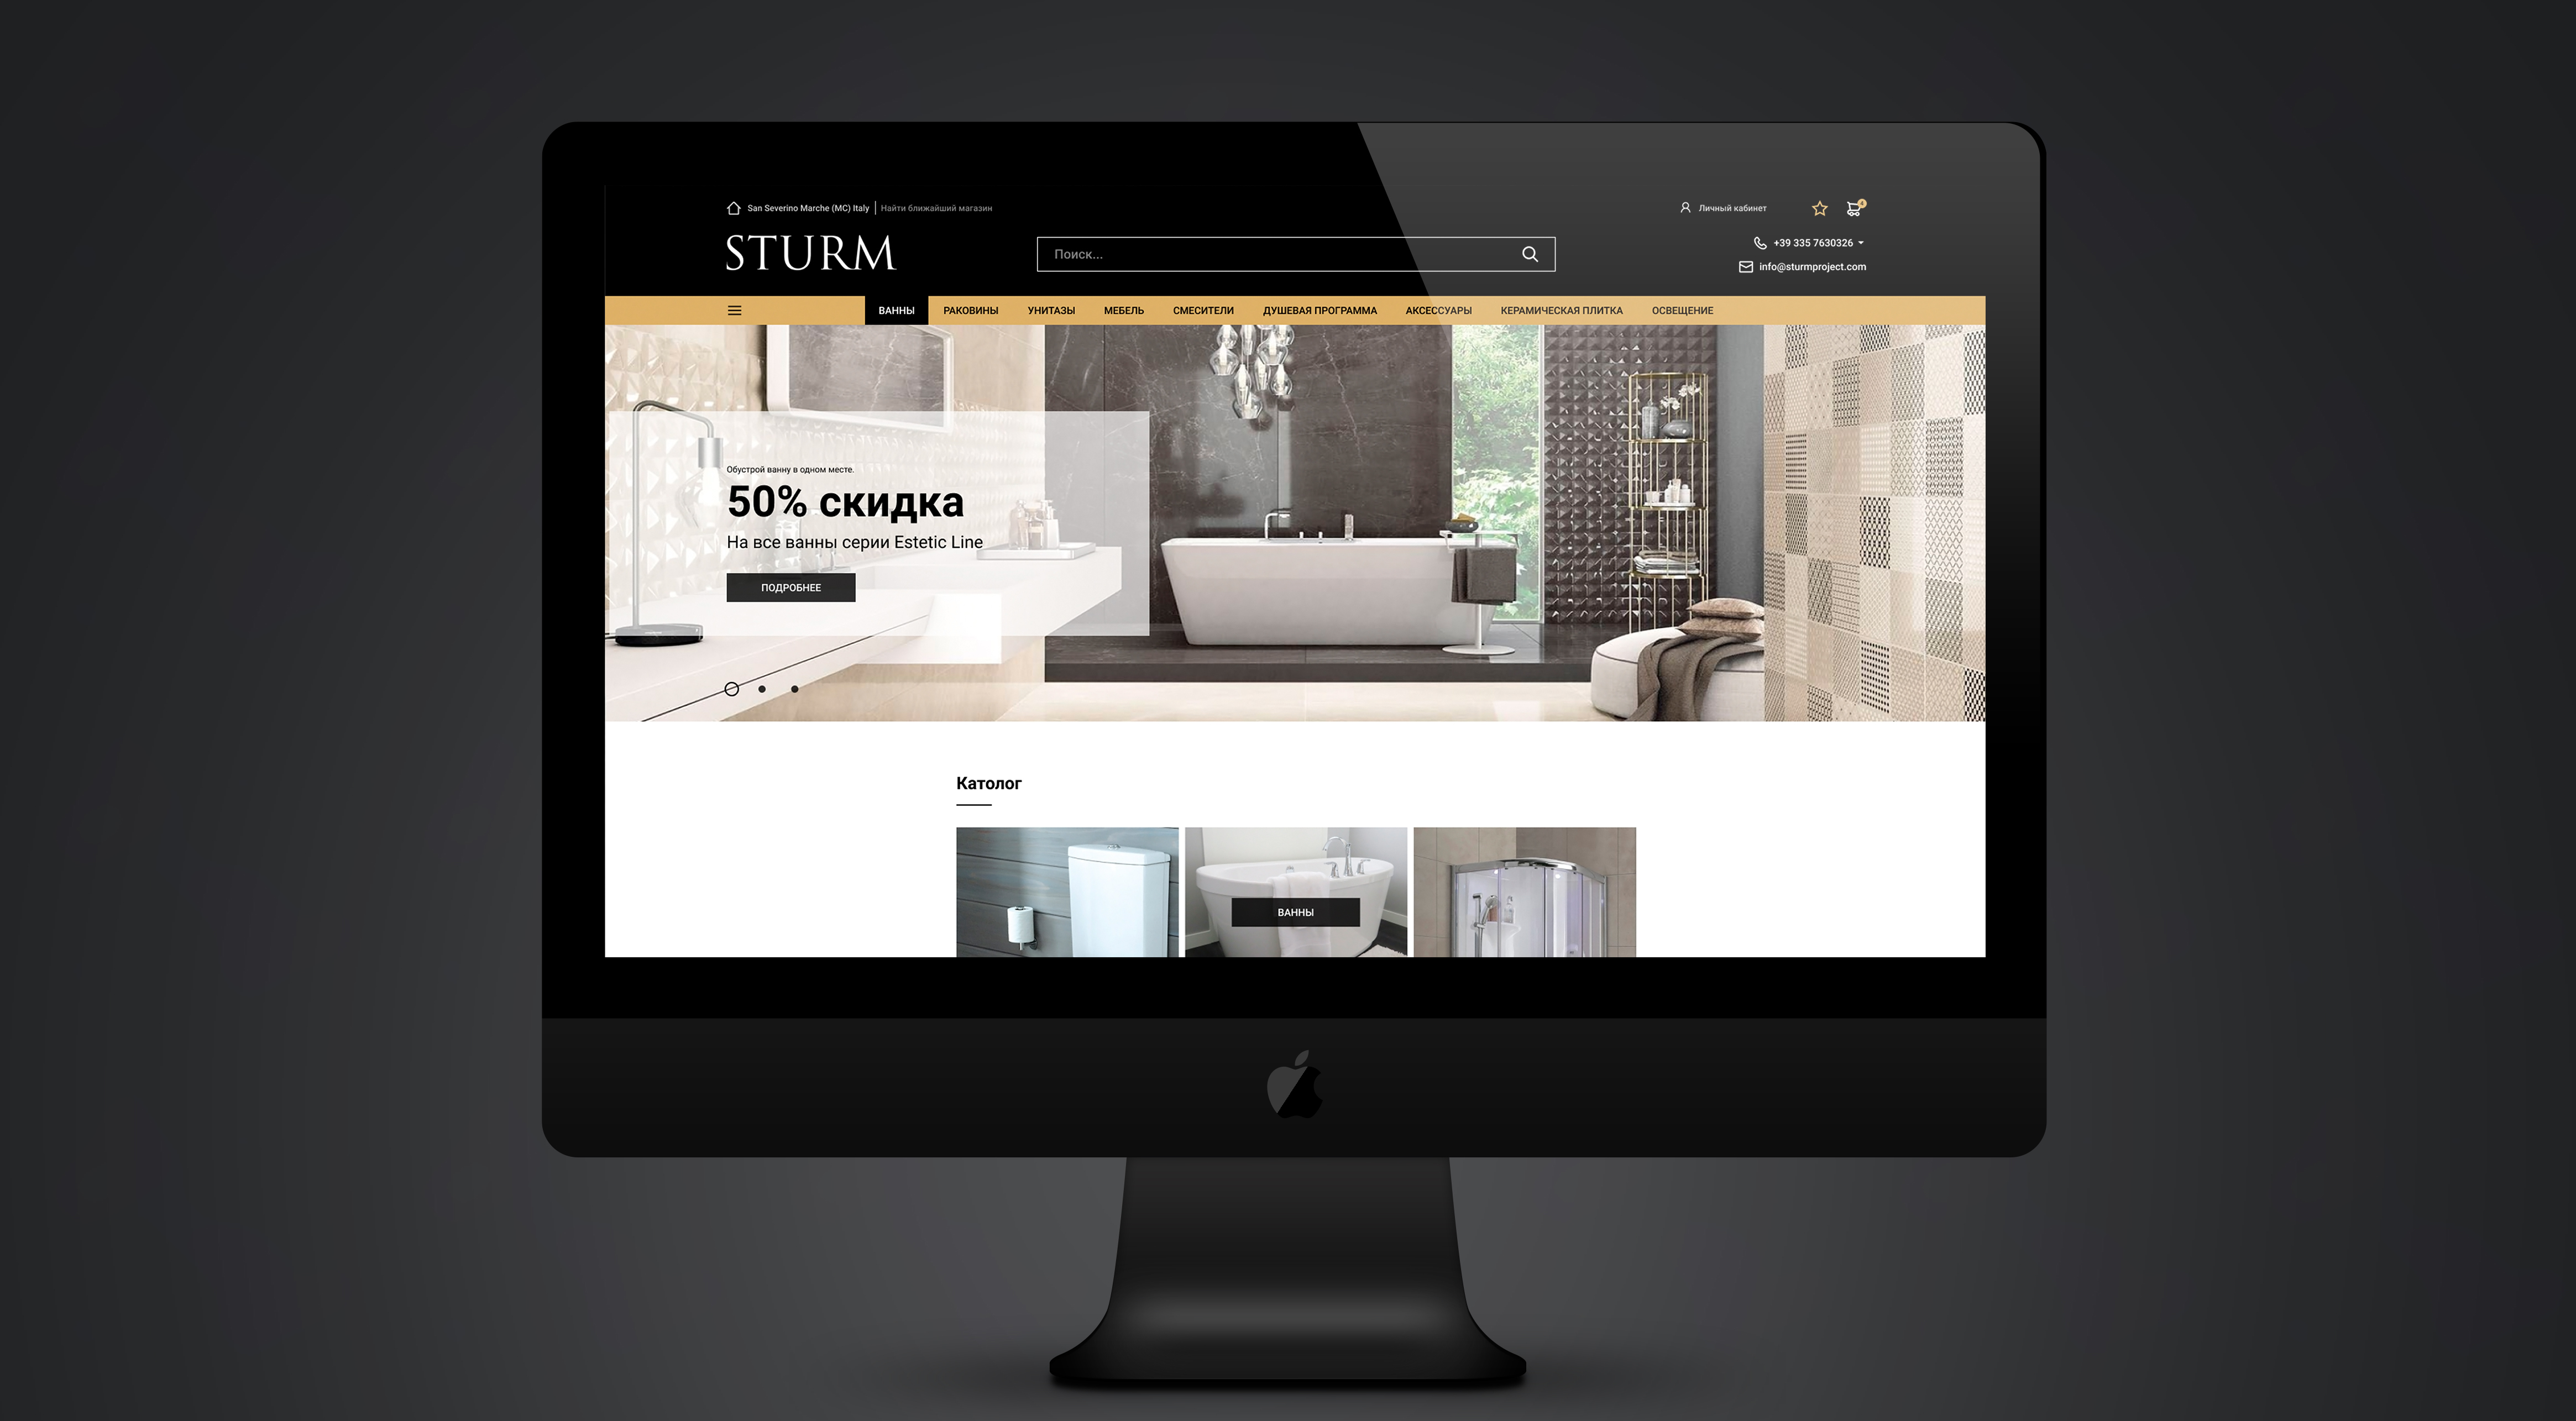 San Severino Marche (MC) Italy | Найти ближайший магазин
Личный кабинет
STURM
Поиск...
+39 335 7630326
info@sturmproject.com
ВАННЫ РАКОВИНЫ УНИТАЗЫ МЕБЕЛЬ СМЕСИТЕЛИ ДУШЕВАЯ ПРОГРАММА АКСЕССУАРЫ КЕРАМИЧЕСКАЯ ПЛИТКА ОСВЕЩЕНИЕ
Обустрой ванну в одном месте.
50% скидка
На все ванны серии Estetic Line
ПОДРОБНЕЕ
Католог
ВАННЫ